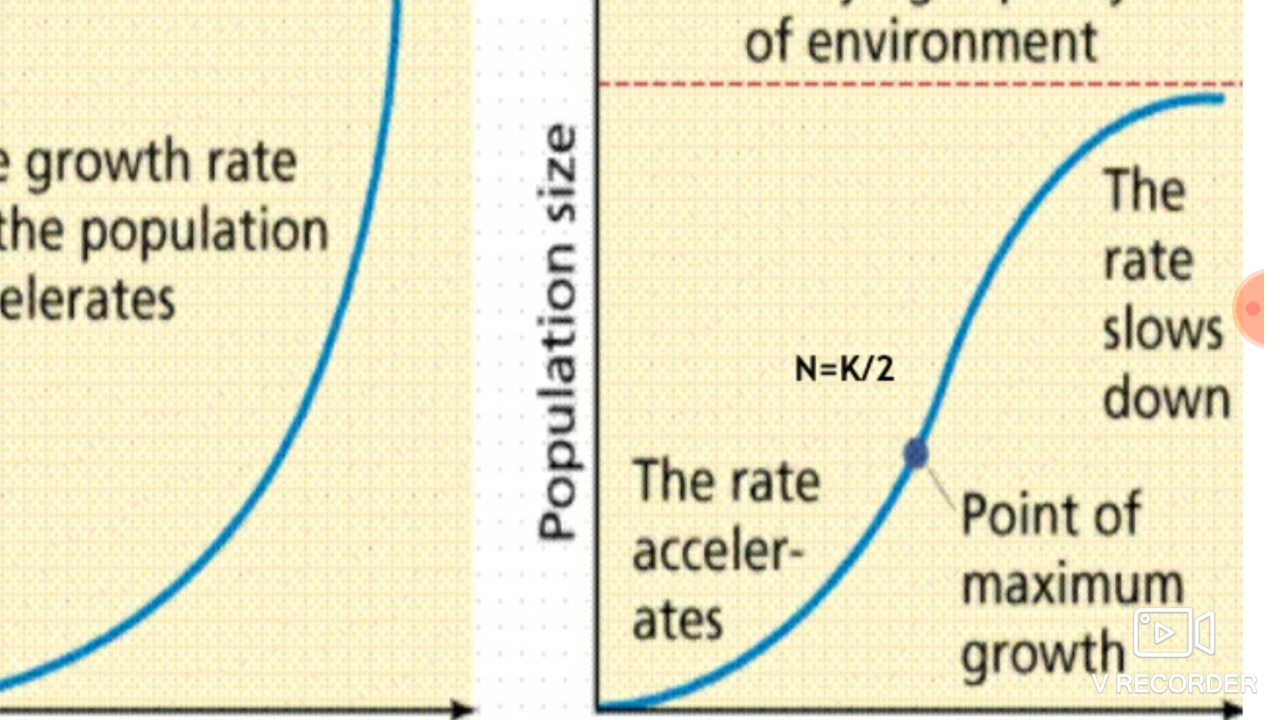 e growth rate
the population
elerates
Population size
of environment
The
rate
slows
down
N=K/2
The rate
acceler-
ates
Point of
maximum
growth
V RECORDER